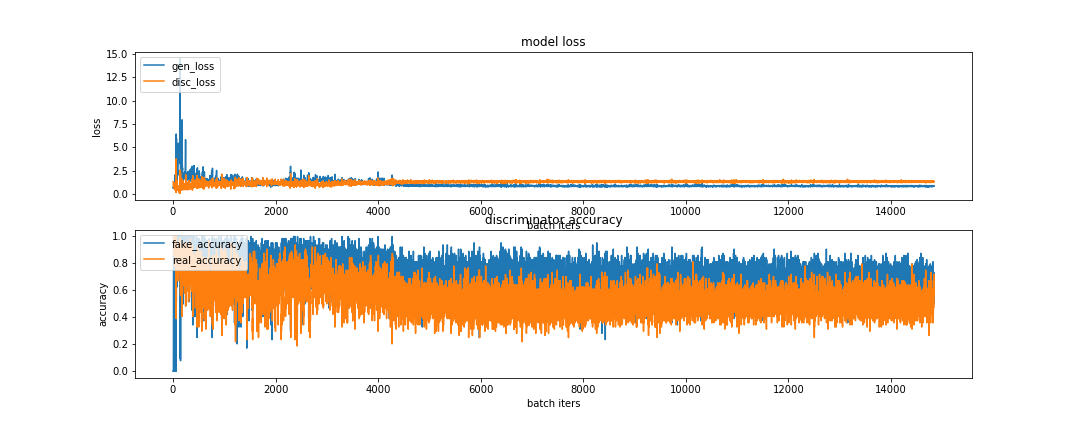 model loss
15.0
12.5
10.0
7.5
5.0
2.5
0.0
loss
gen_loss
disc_loss
0 2000 4000 6000 8000 10000 12000 14000
batch iters
discriminator accuracy
1.0
0.8
0.6
0.4
0.2
0.0
accuracy
fake_accuracy
real_accuracy
0 2000 4000 6000 8000 10000 12000 14000
batch iters